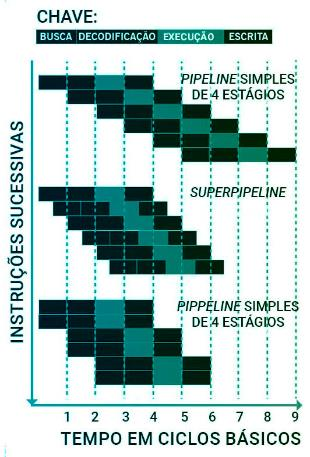 CHAVE:
BUSCA DECODIFICAÇÃO EXECUÇÃO ESCRITA
PIPELINE SIMPLES
DE 4 ESTÁGIOS
SUPERPIPELINE
PIPPELINE SIMPLES
DE 4 ESTÁGIOS
INSTRUÇÕES SUCESSIVAS
1 2 3 4 5 6 7 8 9
TEMPO EM CICLOS BÁSICOS